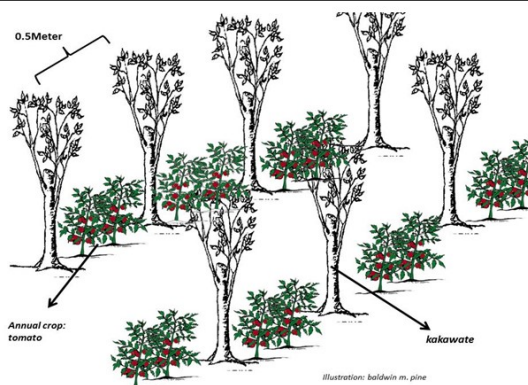 0.5Meter
Annual crop:
tomato
kakawate
Illustration: baldwin m. pine